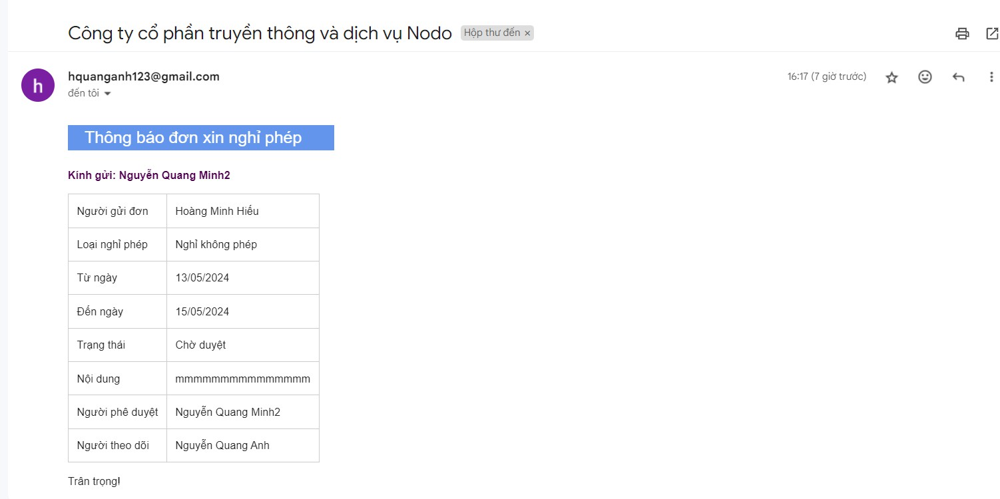 Công ty cổ phần truyền thông và dịch vụ Nodo Hộp thư đến ×
h
hquanganh123@gmail.com 16:17 (7 giờ trước)
đến tôi
Thông báo đơn xin nghỉ phép
Kính gửi: Nguyễn Quang Minh2
Người gửi đơn Hoàng Minh Hiếu
Loại nghỉ phép Nghỉ không phép
Từ ngày 13/05/2024
Đến ngày 15/05/2024
Trạng thái Chờ duyệt
Nội dung mmmmmmmmmmmmmmm
Người phê duyệt Nguyễn Quang Minh2
Người theo dõi Nguyễn Quang Anh
Trân trọng!